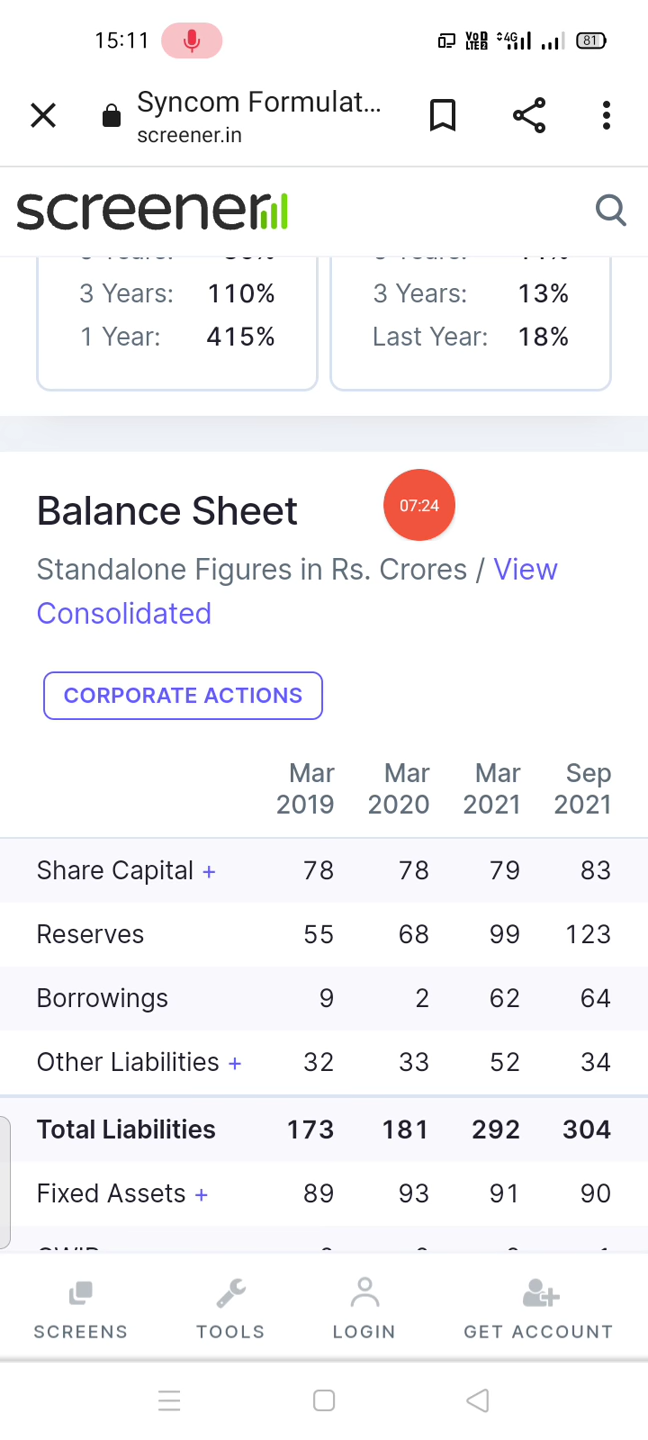 15:11 VoD LTE2 4G 81
Syncom Formulat...
screener.in
screener
3 Years: 110% 3 Years: 13%
1 Year: 415% Last Year: 18%
Balance Sheet 07:24
Standalone Figures in Rs. Crores / View
Consolidated
CORPORATE ACTIONS
Mar Mar Mar Sep
2019 2020 2021 2021
Share Capital + 78 78 79 83
Reserves 55 68 99 123
Borrowings 9 2 62 64
Other Liabilities + 32 33 52 34
Total Liabilities 173 181 292 304
Fixed Assets + 89 93 91 90
SCREENS TOOLS LOGIN GET ACCOUNT